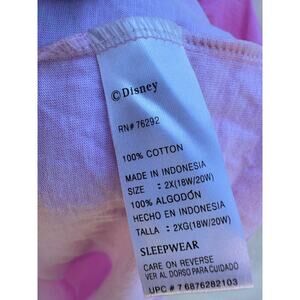 ©Disney
RN# 76292
100% COTTON
MADE IN INDONESIA
SIZE : 2X(18W/20W)
100% ALGODÓN
HECHO EN INDONESIA
TALLA : 2XG(18W/20W)
SLEEPWEAR
CARE ON REVERSE
VER AL DORSO PARA CUIDADO
UPC # 7 6876282103